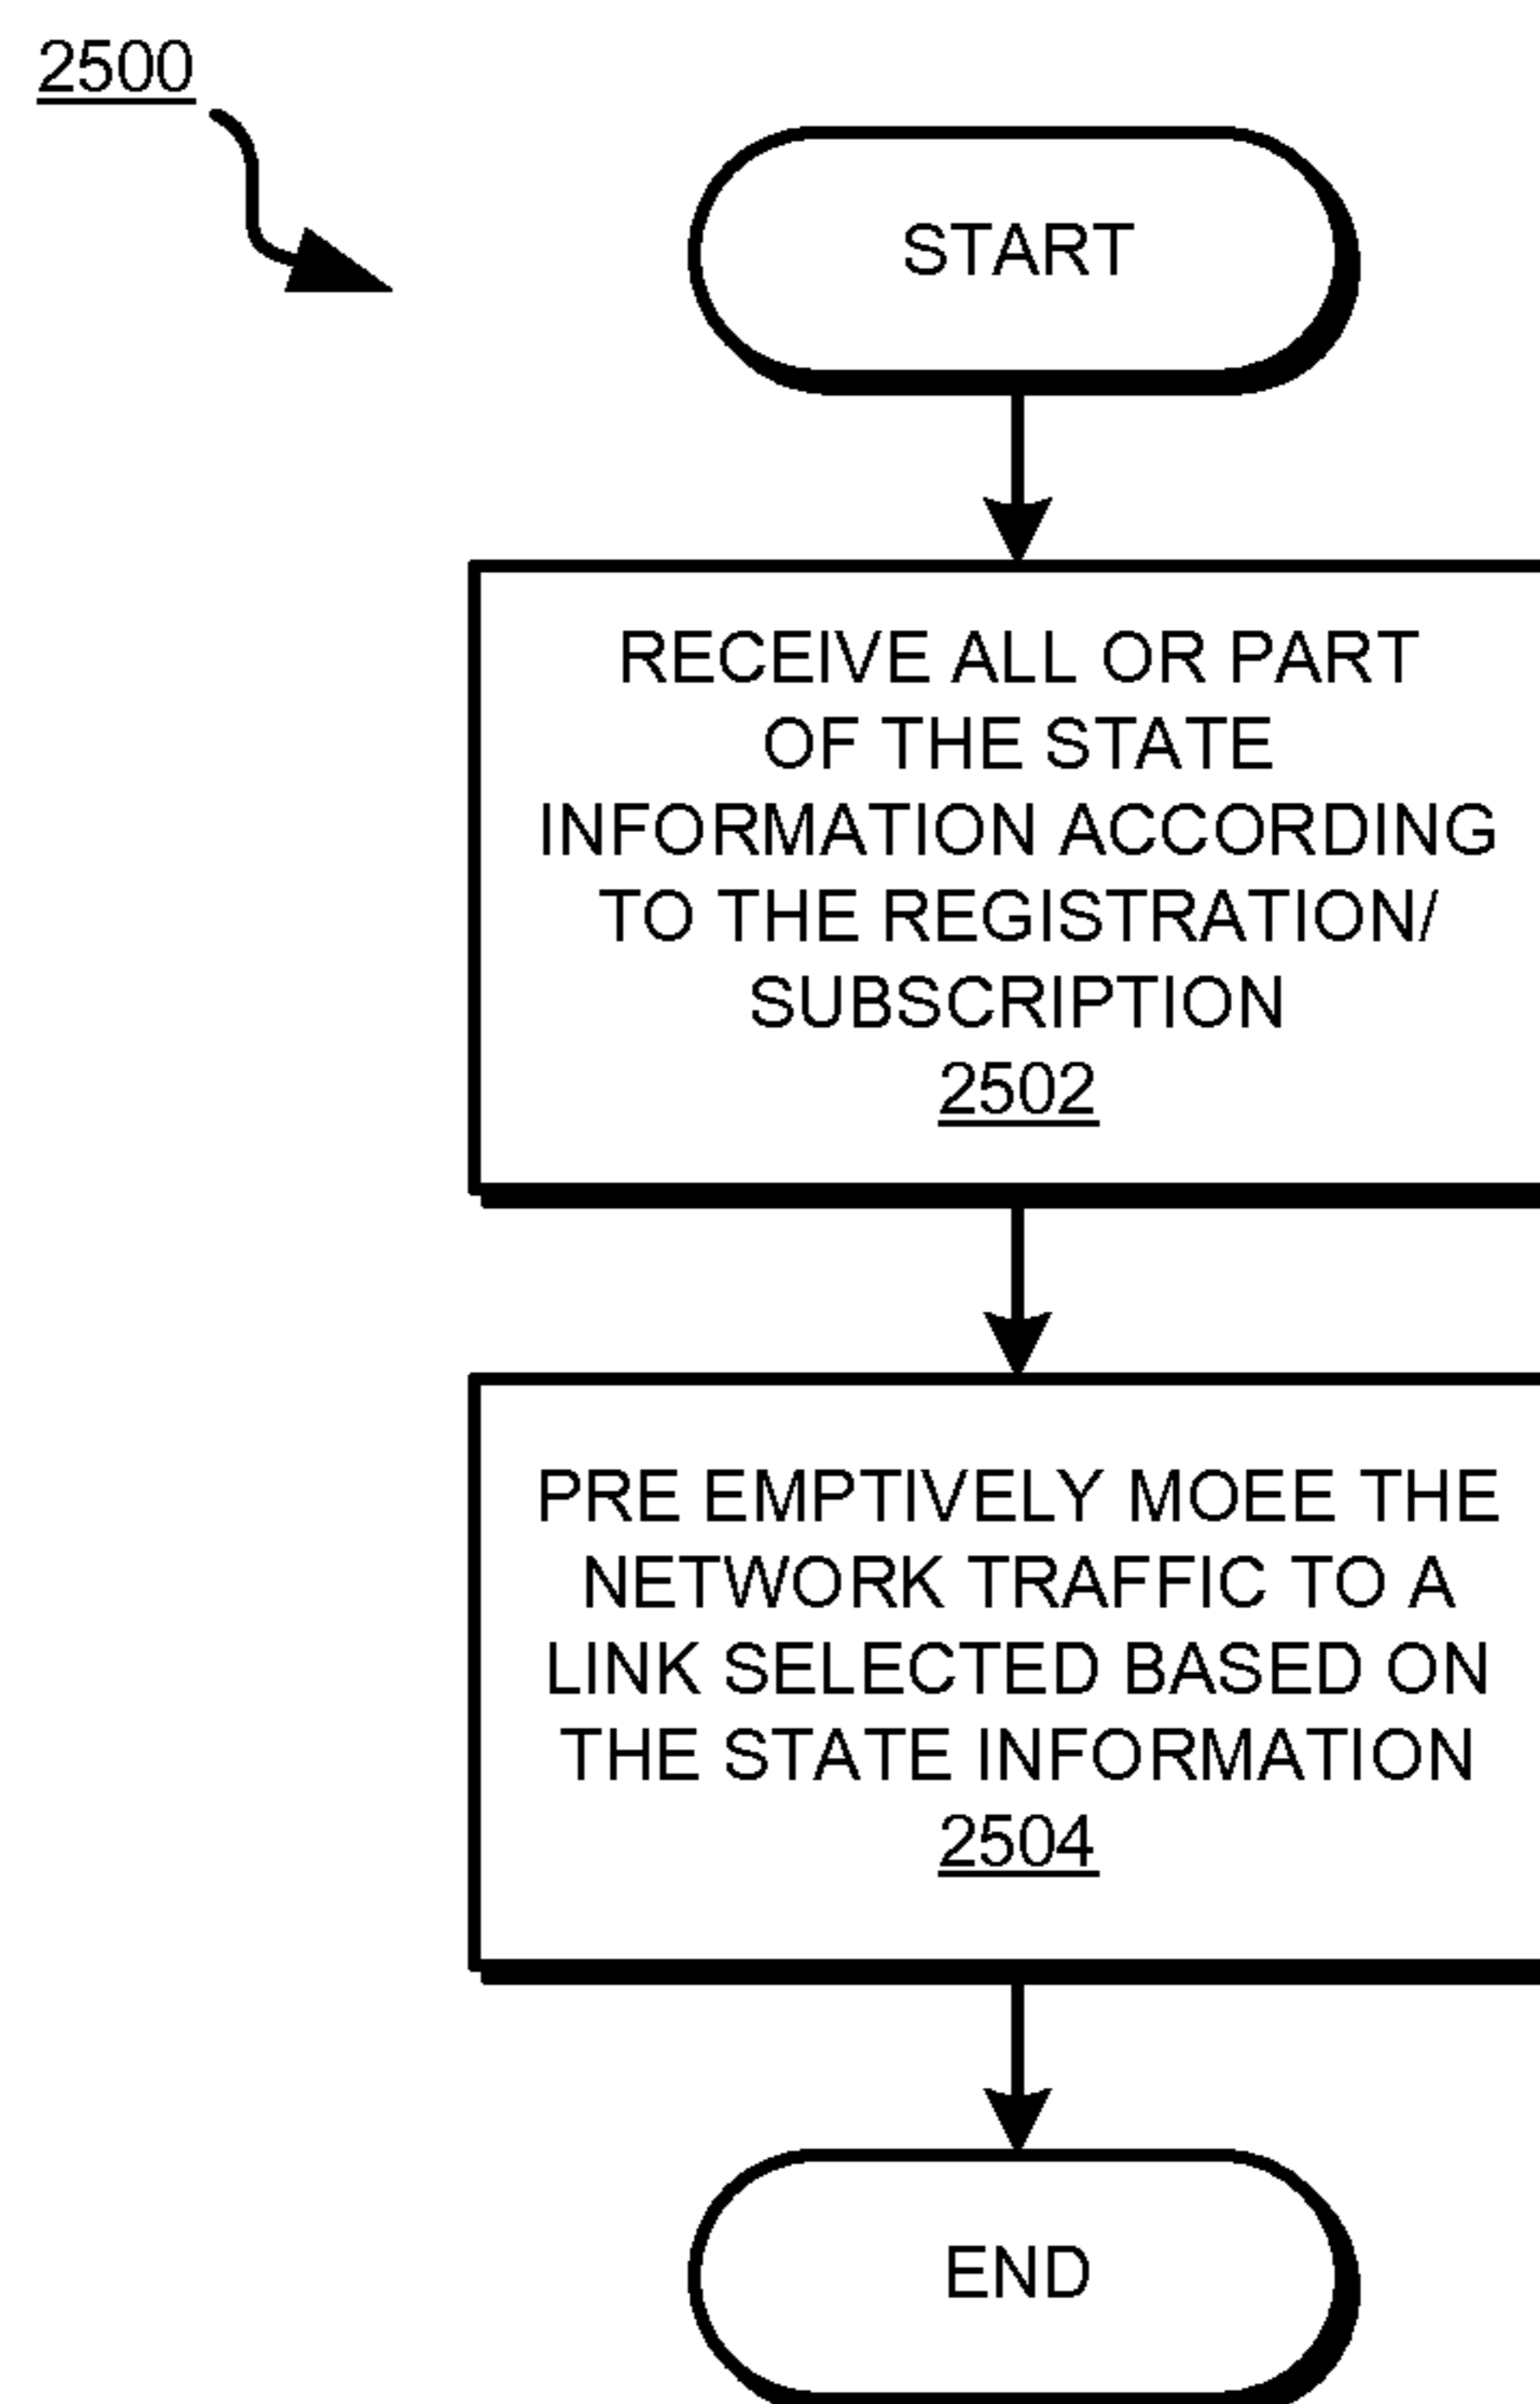 2500
START
RECEIVE ALL OR PART
OF THE STATE
INFORMATION ACCORDING
TO THE REGISTRATION/
SUBSCRIPTION
2502
PRE EMPTIVELY MOEE THE
NETWORK TRAFFIC TO A
LINK SELECTED BASED ON
THE STATE INFORMATION
2504
END